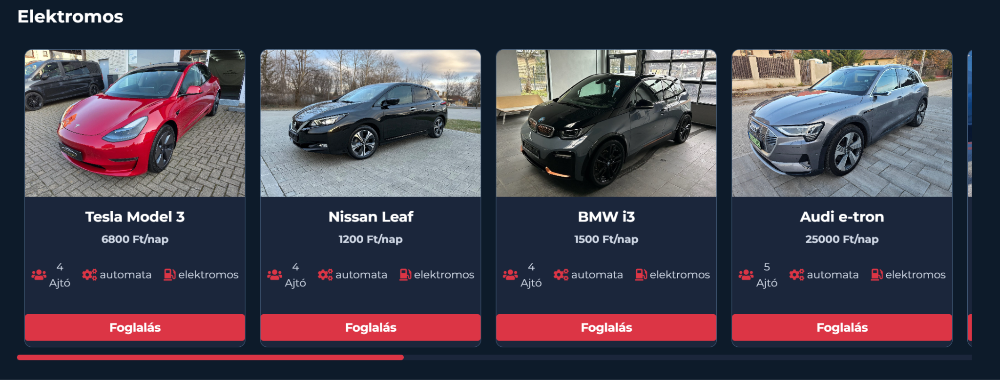 Elektromos
Tesla Model 3
6800 Ft/nap
4
Ajtó
automata
elektromos
Foglalás
Nissan Leaf
1200 Ft/nap
4
Ajtó
automata
elektromos
Foglalás
BMW i3
1500 Ft/nap
4
Ajtó
automata
elektromos
Foglalás
Audi e-tron
25000 Ft/nap
5
Ajtó
automata
elektromos
Foglalás